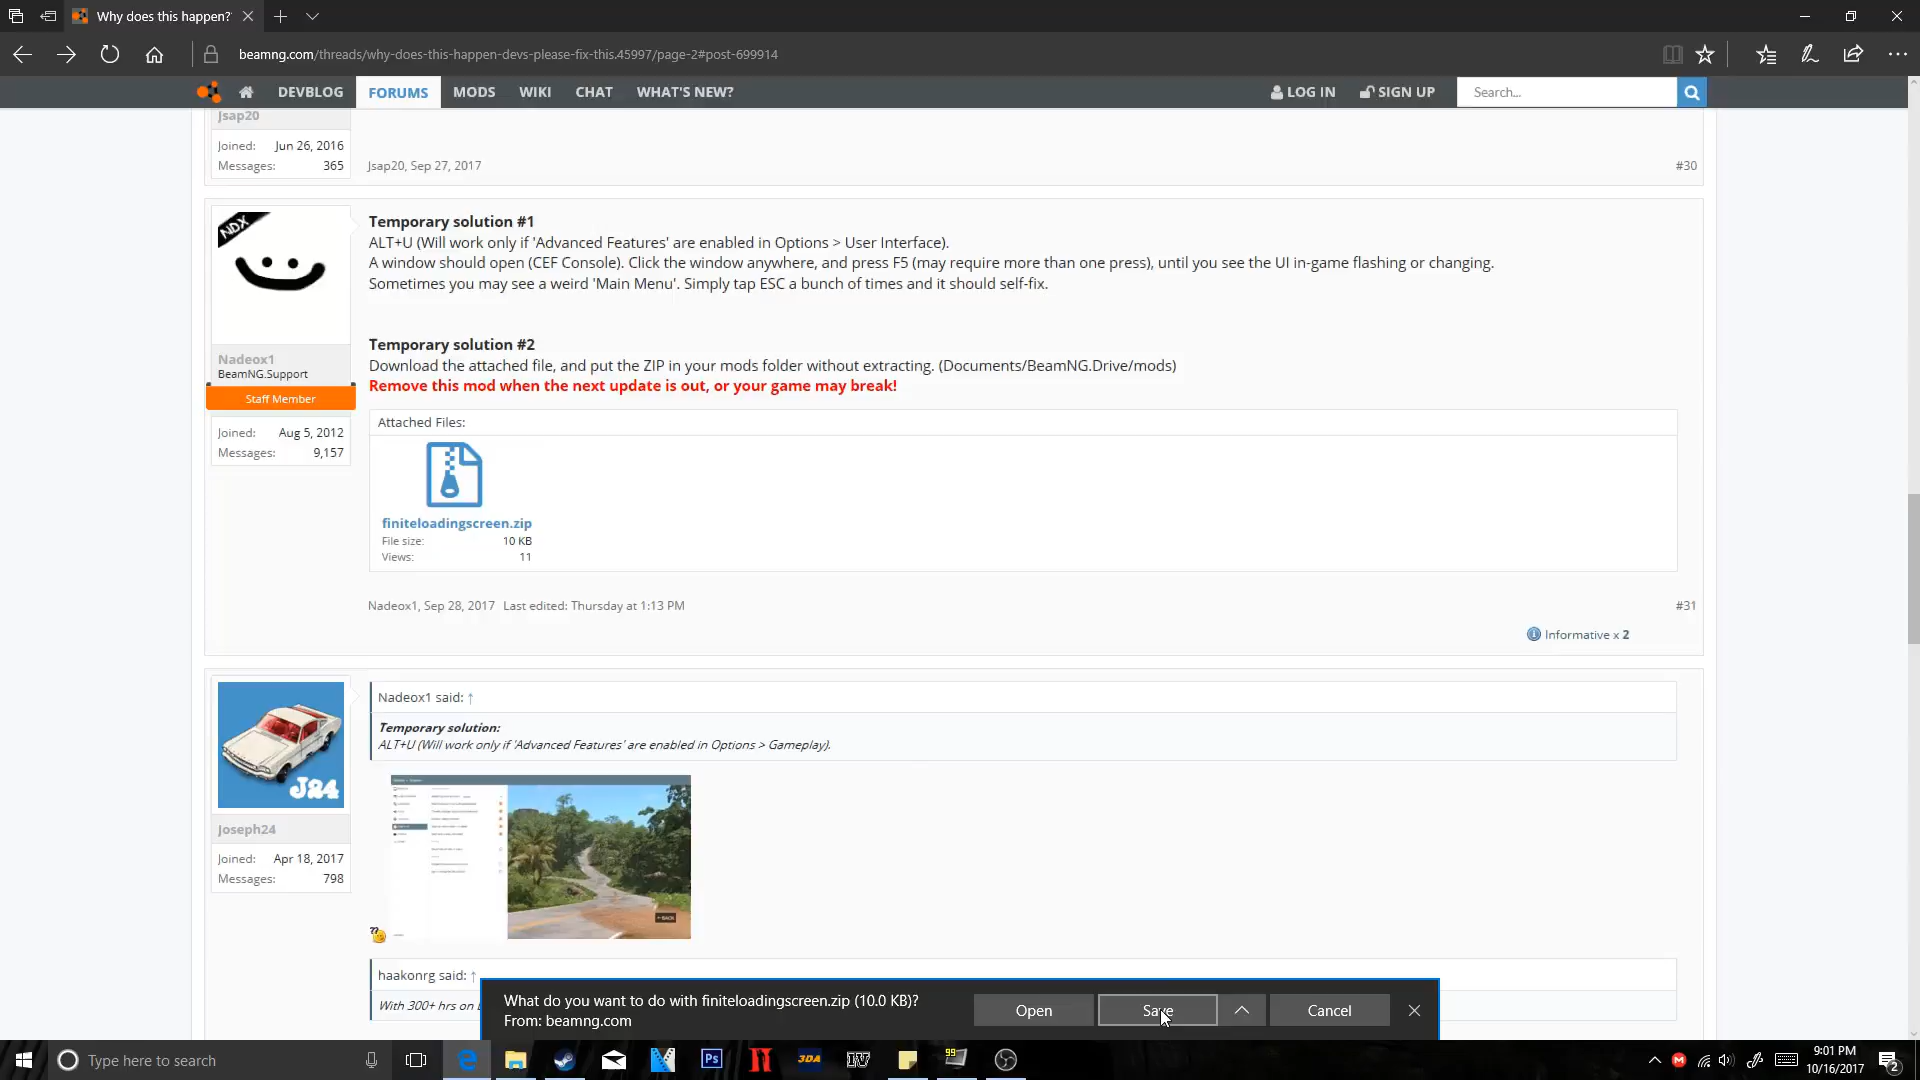 Why does this happen?
beamng.com/threads/why-does-this-happen-devs-please-fix-this.45997/page-2#post-699914
DEVBLOG FORUMS MODS WIKI CHAT WHAT'S NEW? LOG IN SIGN UP Search...
Jsap20
Joined: Jun 26, 2016
Messages: 365
Jsap20, Sep 27, 2017 #30
NDX
Nadeox1
BeamNG.Support
Staff Member
Joined: Aug 5, 2012
Messages: 9,157
Temporary solution #1
ALT+U (Will work only if 'Advanced Features' are enabled in Options > User Interface).
A window should open (CEF Console). Click the window anywhere, and press F5 (may require more than one press), until you see the UI in-game flashing or changing.
Sometimes you may see a weird 'Main Menu'. Simply tap ESC a bunch of times and it should self-fix.
Temporary solution #2
Download the attached file, and put the ZIP in your mods folder without extracting. (Documents/BeamNG.Drive/mods)
Remove this mod when the next update is out, or your game may break!
Attached Files:
finiteloadingscreen.zip
File size: 10 KB
Views: 11
Nadeox1, Sep 28, 2017 Last edited: Thursday at 1:13 PM #31
Informative x 2
J24
Joseph24
Joined: Apr 18, 2017
Messages: 798
Nadeox1 said: ↑
Temporary solution:
ALT+U (Will work only if 'Advanced Features' are enabled in Options > Gameplay).
BACK
haakonrg said: ↑
With 300+ hrs on
What do you want to do with finiteloadingscreen.zip (10.0 KB)?
From: beamng.com
Open Save Cancel
Type here to search
Ps
3DA
IV
99
9:01 PM
10/16/2017
2